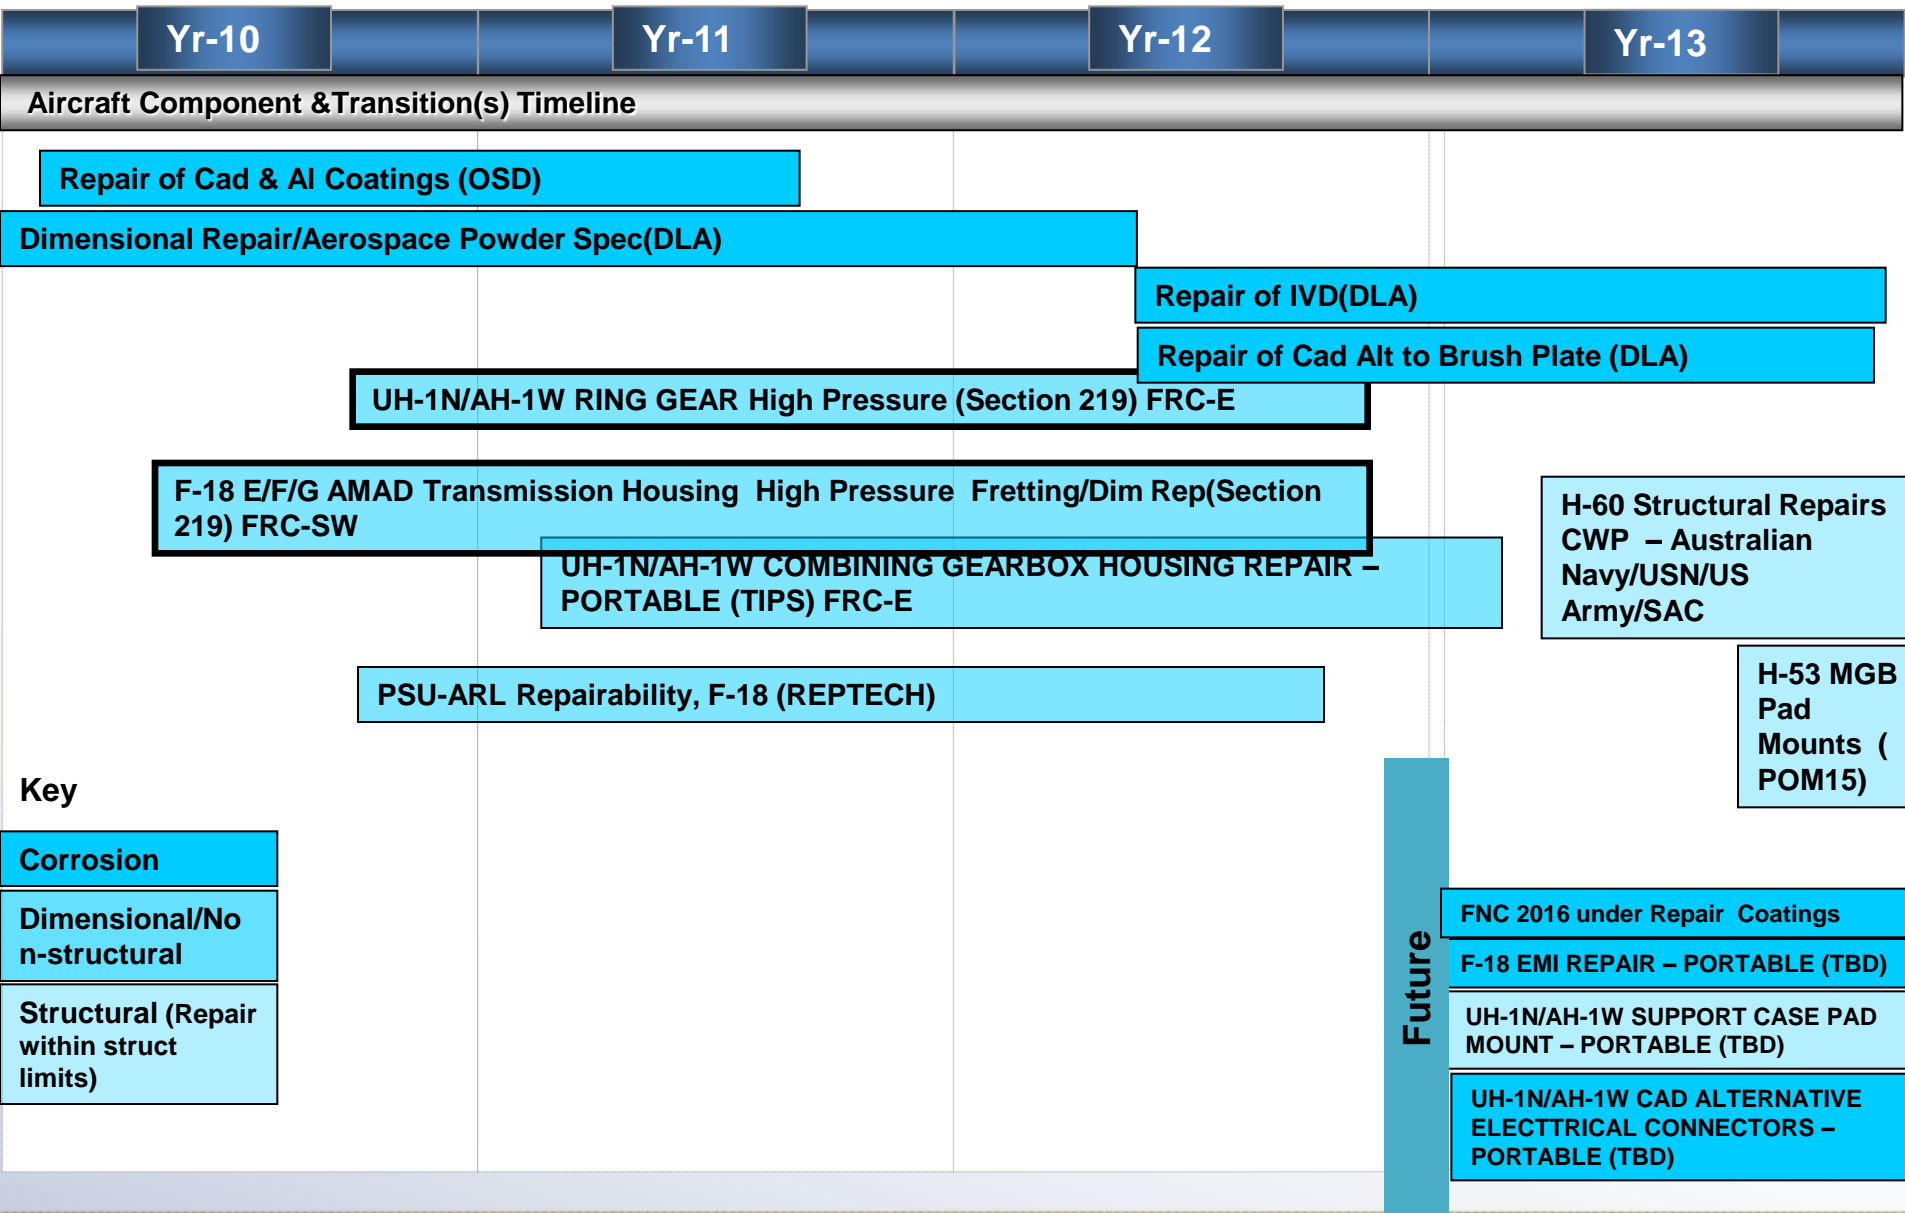 Yr-10 Yr-11 Yr-12 Yr-13
Aircraft Component &Transition(s) Timeline
Repair of Cad & Al Coatings (OSD)
Dimensional Repair/Aerospace Powder Spec(DLA)
Repair of IVD(DLA)
Repair of Cad Alt to Brush Plate (DLA)
UH-1N/AH-1W RING GEAR High Pressure (Section 219) FRC-E
F-18 E/F/G AMAD Transmission Housing High Pressure Fretting/Dim Rep(Section
219) FRC-SW
UH-1N/AH-1W COMBINING GEARBOX HOUSING REPAIR –
PORTABLE (TIPS) FRC-E
H-60 Structural Repairs
CWP – Australian
Navy/USN/US
Army/SAC
PSU-ARL Repairability, F-18 (REPTECH)
H-53 MGB
Pad
Mounts (
POM15)
Key
Corrosion
Dimensional/No
n-structural
Structural (Repair
within struct
limits)
Future
FNC 2016 under Repair Coatings
F-18 EMI REPAIR – PORTABLE (TBD)
UH-1N/AH-1W SUPPORT CASE PAD
MOUNT – PORTABLE (TBD)
UH-1N/AH-1W CAD ALTERNATIVE
ELECTTRICAL CONNECTORS –
PORTABLE (TBD)